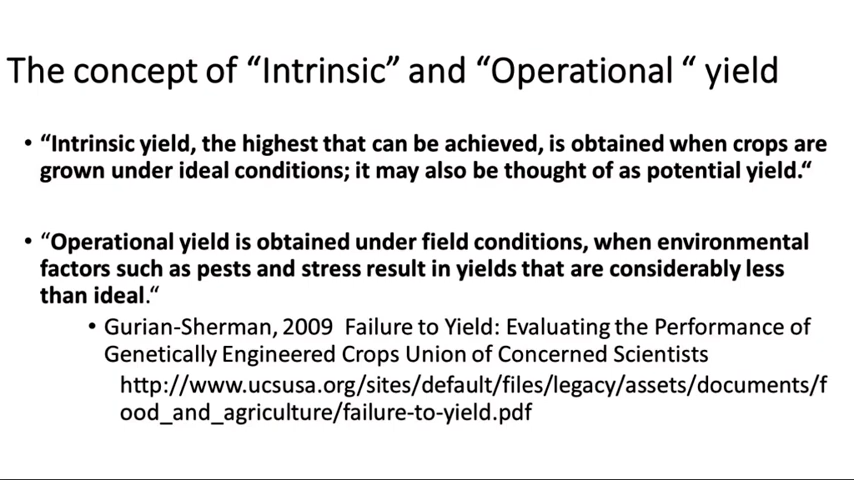 The concept of “Intrinsic” and “Operational “ yield
• “Intrinsic yield, the highest that can be achieved, is obtained when crops are
grown under ideal conditions; it may also be thought of as potential yield.“
• “Operational yield is obtained under field conditions, when environmental
factors such as pests and stress result in yields that are considerably less
than ideal.“
• Gurian-Sherman, 2009 Failure to Yield: Evaluating the Performance of
Genetically Engineered Crops Union of Concerned Scientists
http://www.ucsusa.org/sites/default/files/legacy/assets/documents/f
ood_and_agriculture/failure-to-yield.pdf